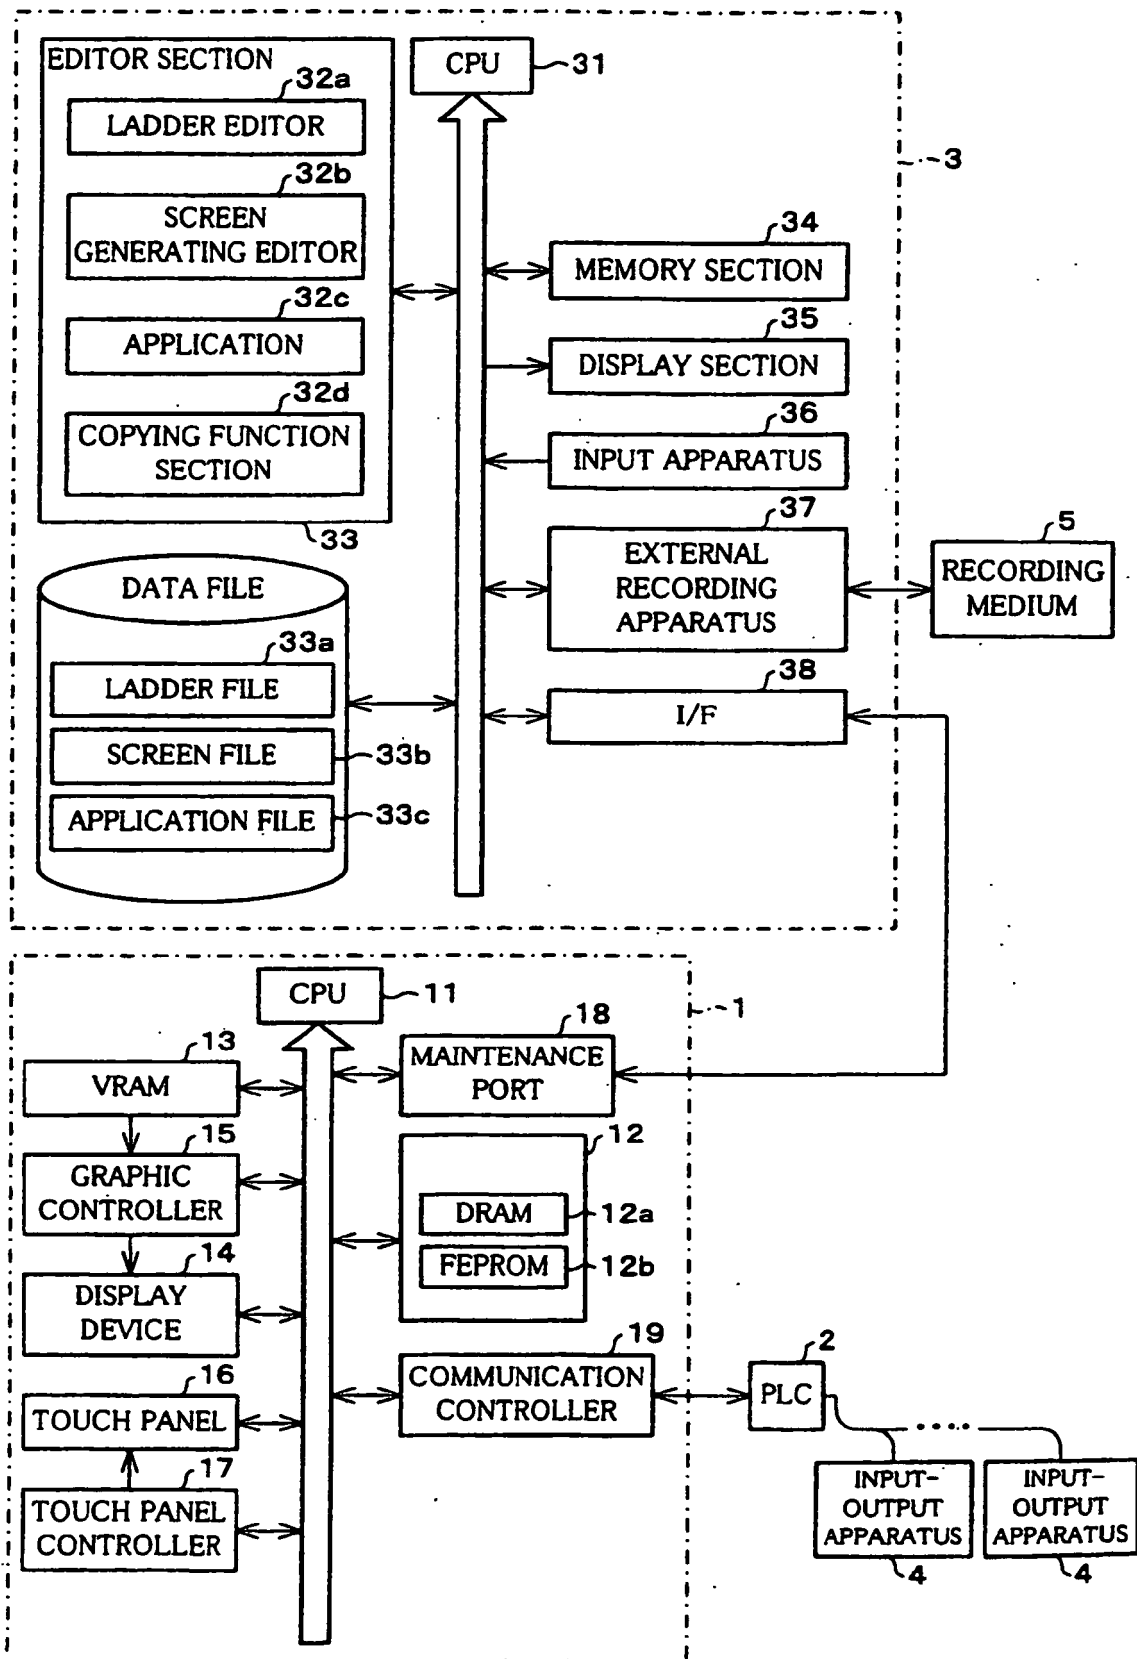 EDITOR SECTION
32a
LADDER EDITOR
32b
SCREEN
GENERATING EDITOR
32c
APPLICATION
32d
COPYING FUNCTION
SECTION
33
CPU
31
3
34
MEMORY SECTION
35
DISPLAY SECTION
36
INPUT APPARATUS
37
EXTERNAL
RECORDING
APPARATUS
5
RECORDING
MEDIUM
38
I/F
DATA FILE
33a
LADDER FILE
SCREEN FILE
33b
APPLICATION FILE
33c
CPU
11
1
13
VRAM
15
GRAPHIC
CONTROLLER
14
DISPLAY
DEVICE
16
TOUCH PANEL
17
TOUCH PANEL
CONTROLLER
18
MAINTENANCE
PORT
12
DRAM
12a
FEPROM
12b
19
COMMUNICATION
CONTROLLER
2
PLC
INPUT-
OUTPUT
APPARATUS
4
INPUT-
OUTPUT
APPARATUS
4